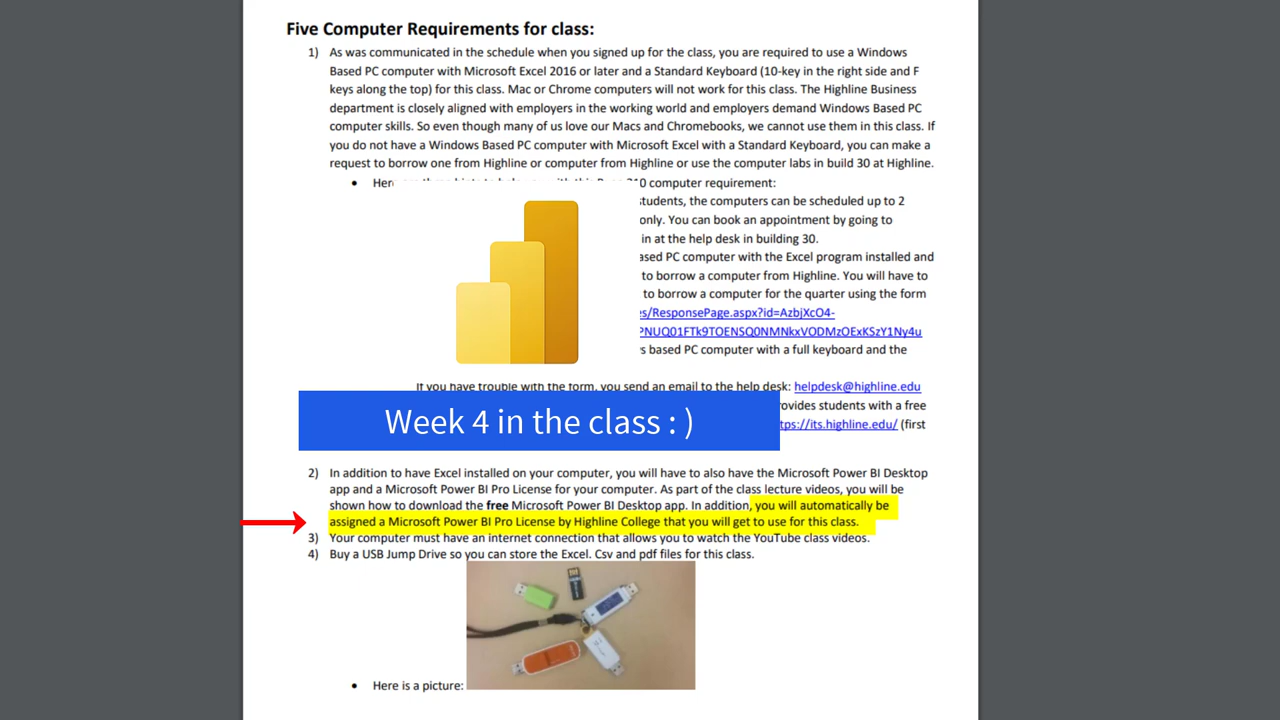 Five Computer Requirements for class:
1) As was communicated in the schedule when you signed up for the class, you are required to use a Windows
Based PC computer with Microsoft Excel 2016 or later and a Standard Keyboard (10-key in the right side and F
keys along the top) for this class. Mac or Chrome computers will not work for this class. The Highline Business
department is closely aligned with employers in the working world and employers demand Windows Based PC
computer skills. So even though many of us love our Macs and Chromebooks, we cannot use them in this class. If
you do not have a Windows Based PC computer with Microsoft Excel with a Standard Keyboard, you can make a
request to borrow one from Highline or computer from Highline or use the computer labs in build 30 at Highline.
• computer requirement:
students, the computers can be scheduled up to 2
only. You can book an appointment by going to
in at the help desk in building 30.
PC computer with the Excel program installed and
to borrow a computer from Highline. You will have to
to borrow a computer for the quarter using the form
/ResponsePage.aspx?id=AzbjXcO4-
PNUQ01FTk9TOENSQ0NMNkxVODMzOExKSzY1Ny4u
based PC computer with a full keyboard and the
If you have trouble with the form, you send an email to the help desk: helpdesk@highline.edu
students with a free
Week 4 in the class : )
://its.highline.edu/ (first
2) In addition to have Excel installed on your computer, you will have to also have the Microsoft Power BI Desktop
app and a Microsoft Power BI Pro License for your computer. As part of the class lecture videos, you will be
shown how to download the free Microsoft Power BI Desktop app. In addition, you will automatically be
assigned a Microsoft Power BI Pro License by Highline College that you will get to use for this class.
3) Your computer must have an internet connection that allows you to watch the YouTube class videos.
4) Buy a USB Jump Drive so you can store the Excel. Csv and pdf files for this class.
• Here is a picture: